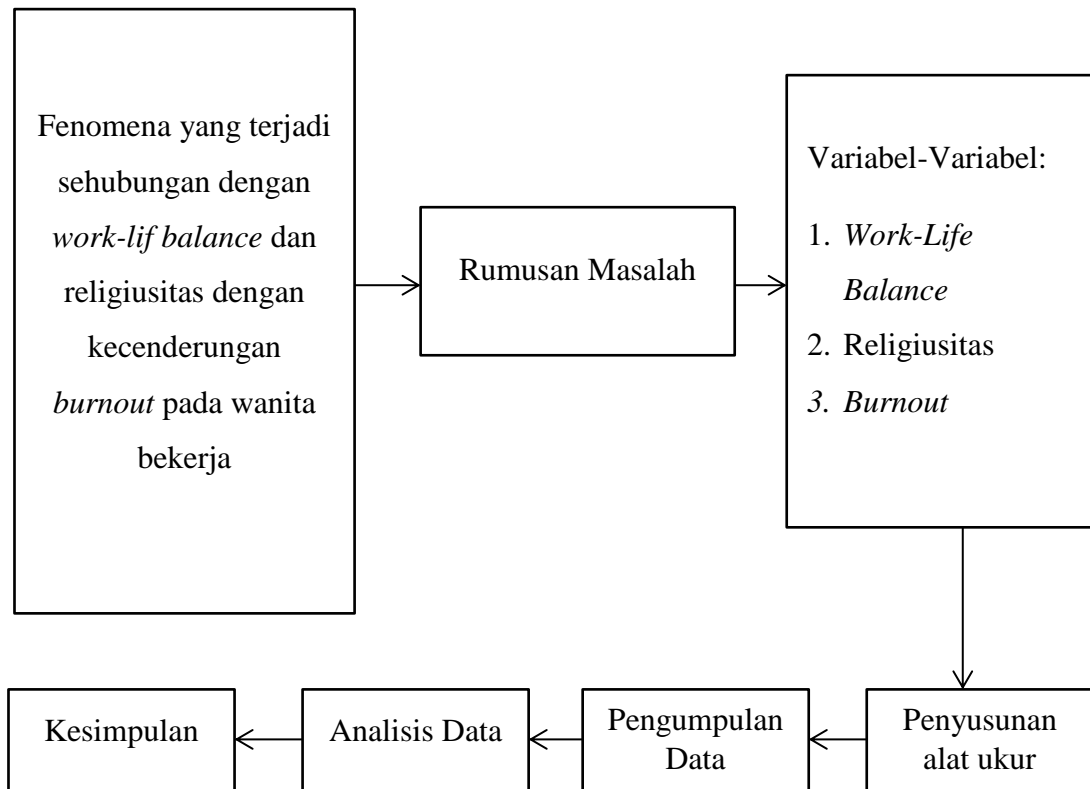 Fenomena yang terjadi
sehubungan dengan
work-lif balance dan
religiusitas dengan
kecenderungan
burnout pada wanita
bekerja
Rumusan Masalah
Variabel-Variabel:
1. Work-Life
Balance
2. Religiusitas
3. Burnout
Penyusunan
alat ukur
Pengumpulan
Data
Analisis Data
Kesimpulan